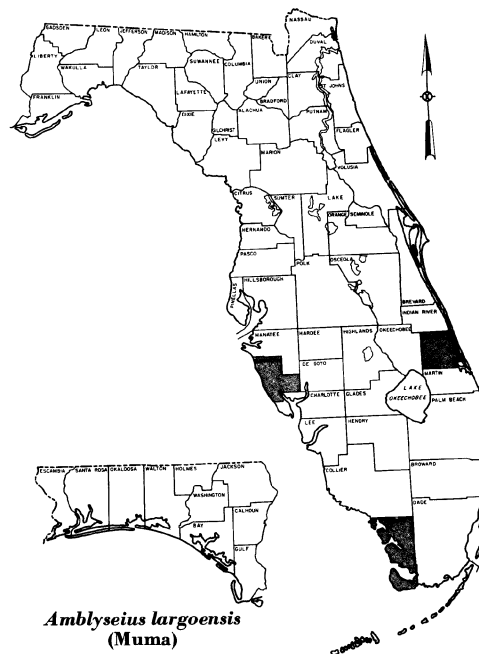 NASSAU
GADSDEN
LEON
JEFFERSON
MADISON
HAMILTON
BAKER
DUVAL
LIBERTY
WAKULLA
TAYLOR
SUWANNEE
COLUMBIA
UNION
CLAY
ST JOHNS
FRANKLIN
LAFAYETTE
BRADFORD
ALACHUA
PUTNAM
DIXIE
GILCHRIST
FLAGLER
LEVY
MARION
VOLUSIA
CITRUS
SUMTER
LAKE
HERNANDO
ORANGE
SEMINOLE
PASCO
POLK
OSCEOLA
PINELLAS
HILLSBOROUGH
BREVARD
INDIAN RIVER
MANATEE
HARDEE
HIGHLANDS
OKEECHOBEE
DE SOTO
MARTIN
CHARLOTTE
GLADES
LAKE
OKEECHOBEE
PALM BEACH
LEE
HENDRY
COLLIER
BROWARD
DADE
ESCAMBIA
SANTA ROSA
OKALOOSA
WALTON
HOLMES
JACKSON
WASHINGTON
BAY
CALHOUN
GULF
Amblyseius largoensis
(Muma)